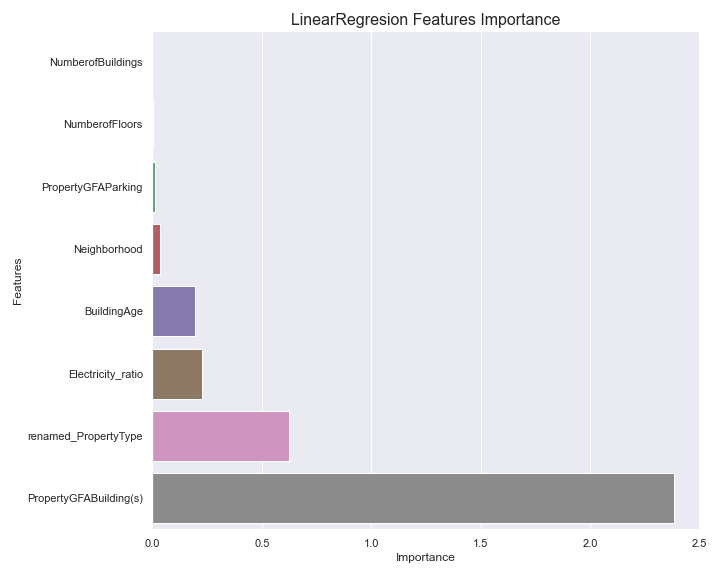 LinearRegresion Features Importance
NumberofBuildings
NumberofFloors
PropertyGFAParking
Neighborhood
BuildingAge
Electricity_ratio
renamed_PropertyType
PropertyGFABuilding(s)
Features
0.0 0.5 1.0 1.5 2.0 2.5
Importance